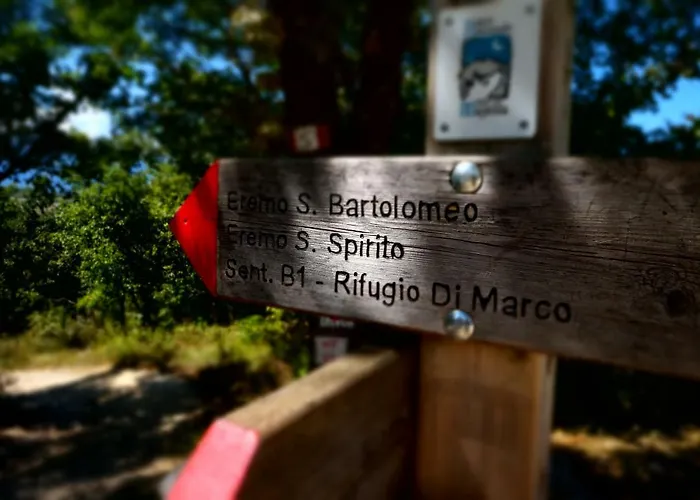 Eremo S. Bartolomeo
Eremo S. Spirito
Sent. B1 - Rifugio Di Marco